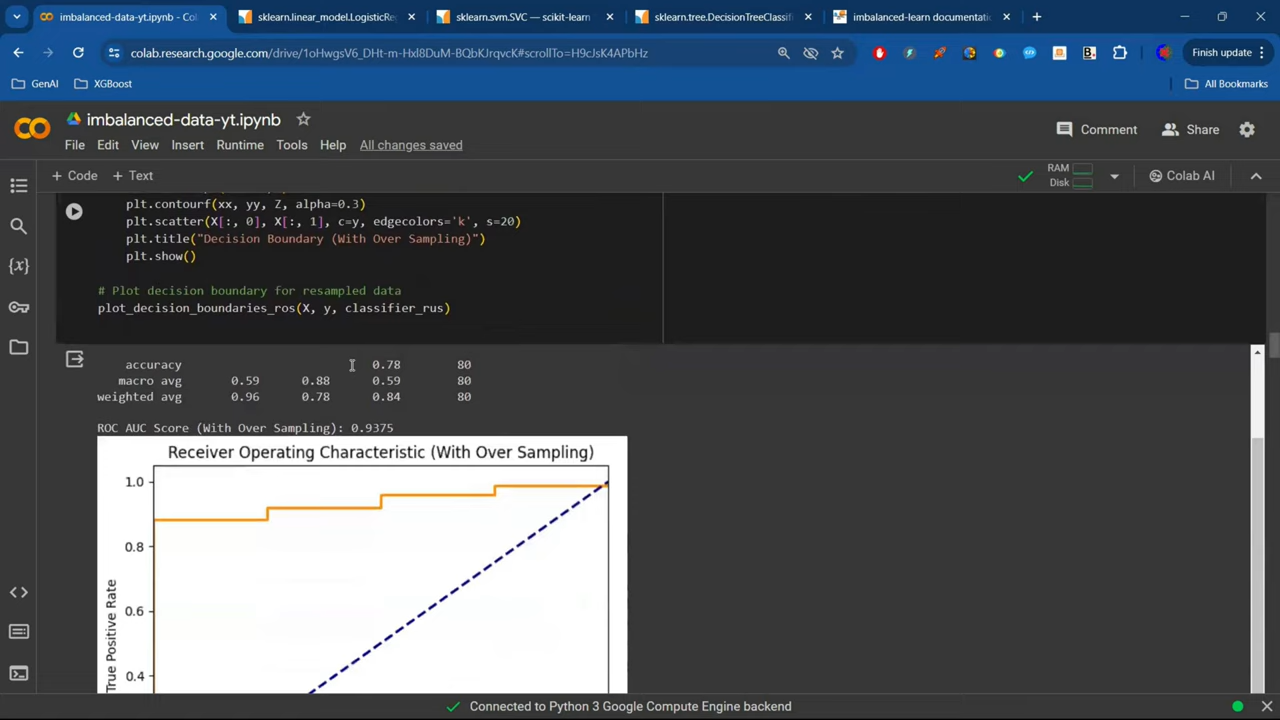 imbalanced-data-yt.ipynb - Col
sklearn.linear_model.LogisticReg
sklearn.svm.SVC — scikit-learn
sklearn.tree.DecisionTreeClassifi
imbalanced-learn documentatio
colab.research.google.com/drive/1oHwgsV6_DHt-m-Hxl8DuM-BQbKJrqvcK#scrollTo=H9cJsK4APbHz
Finish update
GenAI
XGBoost
All Bookmarks
CO
imbalanced-data-yt.ipynb
Comment
Share
File Edit View Insert Runtime Tools Help All changes saved
+ Code + Text
RAM
Disk
Colab AI
plt.contourf(xx, yy, Z, alpha=0.3)
plt.scatter(X[:, 0], X[:, 1], c=y, edgecolors='k', s=20)
plt.title("Decision Boundary (With Over Sampling)")
plt.show()
# Plot decision boundary for resampled data
plot_decision_boundaries_ros(X, y, classifier_rus)
accuracy 0.78 80
macro avg 0.59 0.88 0.59 80
weighted avg 0.96 0.78 0.84 80
ROC AUC Score (With Over Sampling): 0.9375
Receiver Operating Characteristic (With Over Sampling)
1.0
0.8
0.6
0.4
True Positive Rate
Connected to Python 3 Google Compute Engine backend